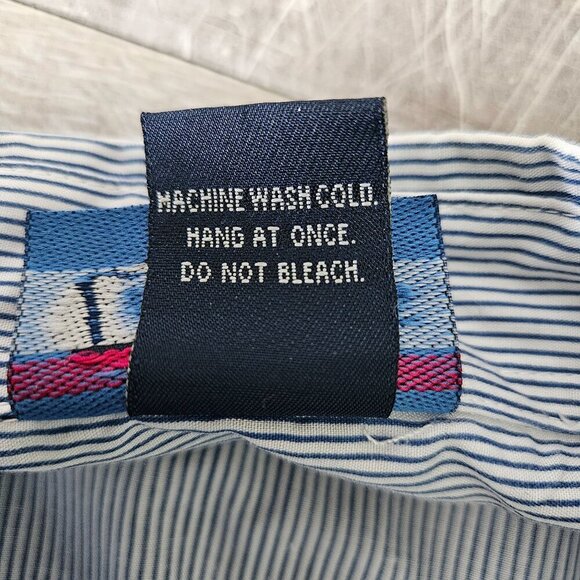 MACHINE WASH COLD.
HANG AT ONCE.
DO NOT BLEACH.